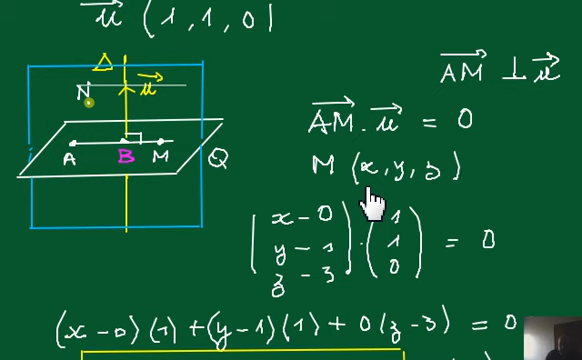 u⃗ (1, 1, 0)
Δ
u⃗
N
A B M Q
AM⃗ ⊥ u⃗
AM⃗ . u⃗ = 0
M (x, y, z)
(x - 0) (1)
(y - 1) . (1) = 0
(z - 3) (0)
(x - 0)(1) + (y - 1)(1) + 0(z - 3) = 0